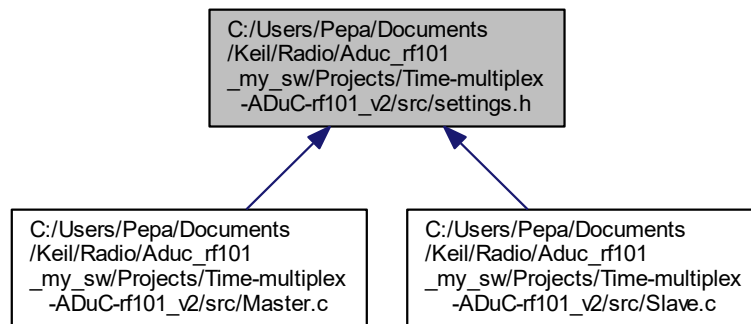 C:/Users/Pepa/Documents
/Keil/Radio/Aduc_rf101
_my_sw/Projects/Time-multiplex
-ADuC-rf101_v2/src/settings.h
C:/Users/Pepa/Documents
/Keil/Radio/Aduc_rf101
_my_sw/Projects/Time-multiplex
-ADuC-rf101_v2/src/Master.c
C:/Users/Pepa/Documents
/Keil/Radio/Aduc_rf101
_my_sw/Projects/Time-multiplex
-ADuC-rf101_v2/src/Slave.c